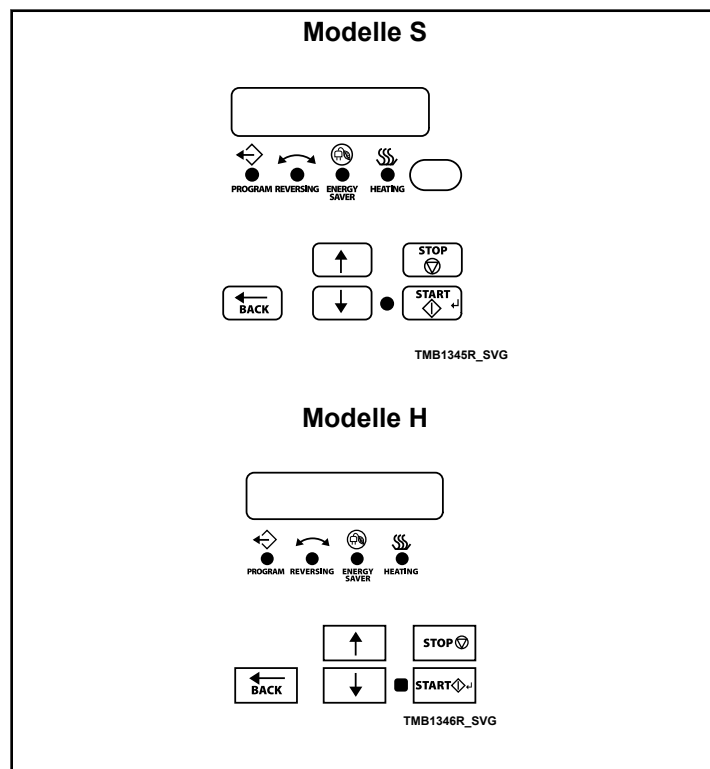 Modelle S
PROGRAM REVERSING ENERGY SAVER HEATING
STOP
START
BACK
TMB1345R_SVG
Modelle H
PROGRAM REVERSING ENERGY SAVER HEATING
STOP
BACK
START
TMB1346R_SVG